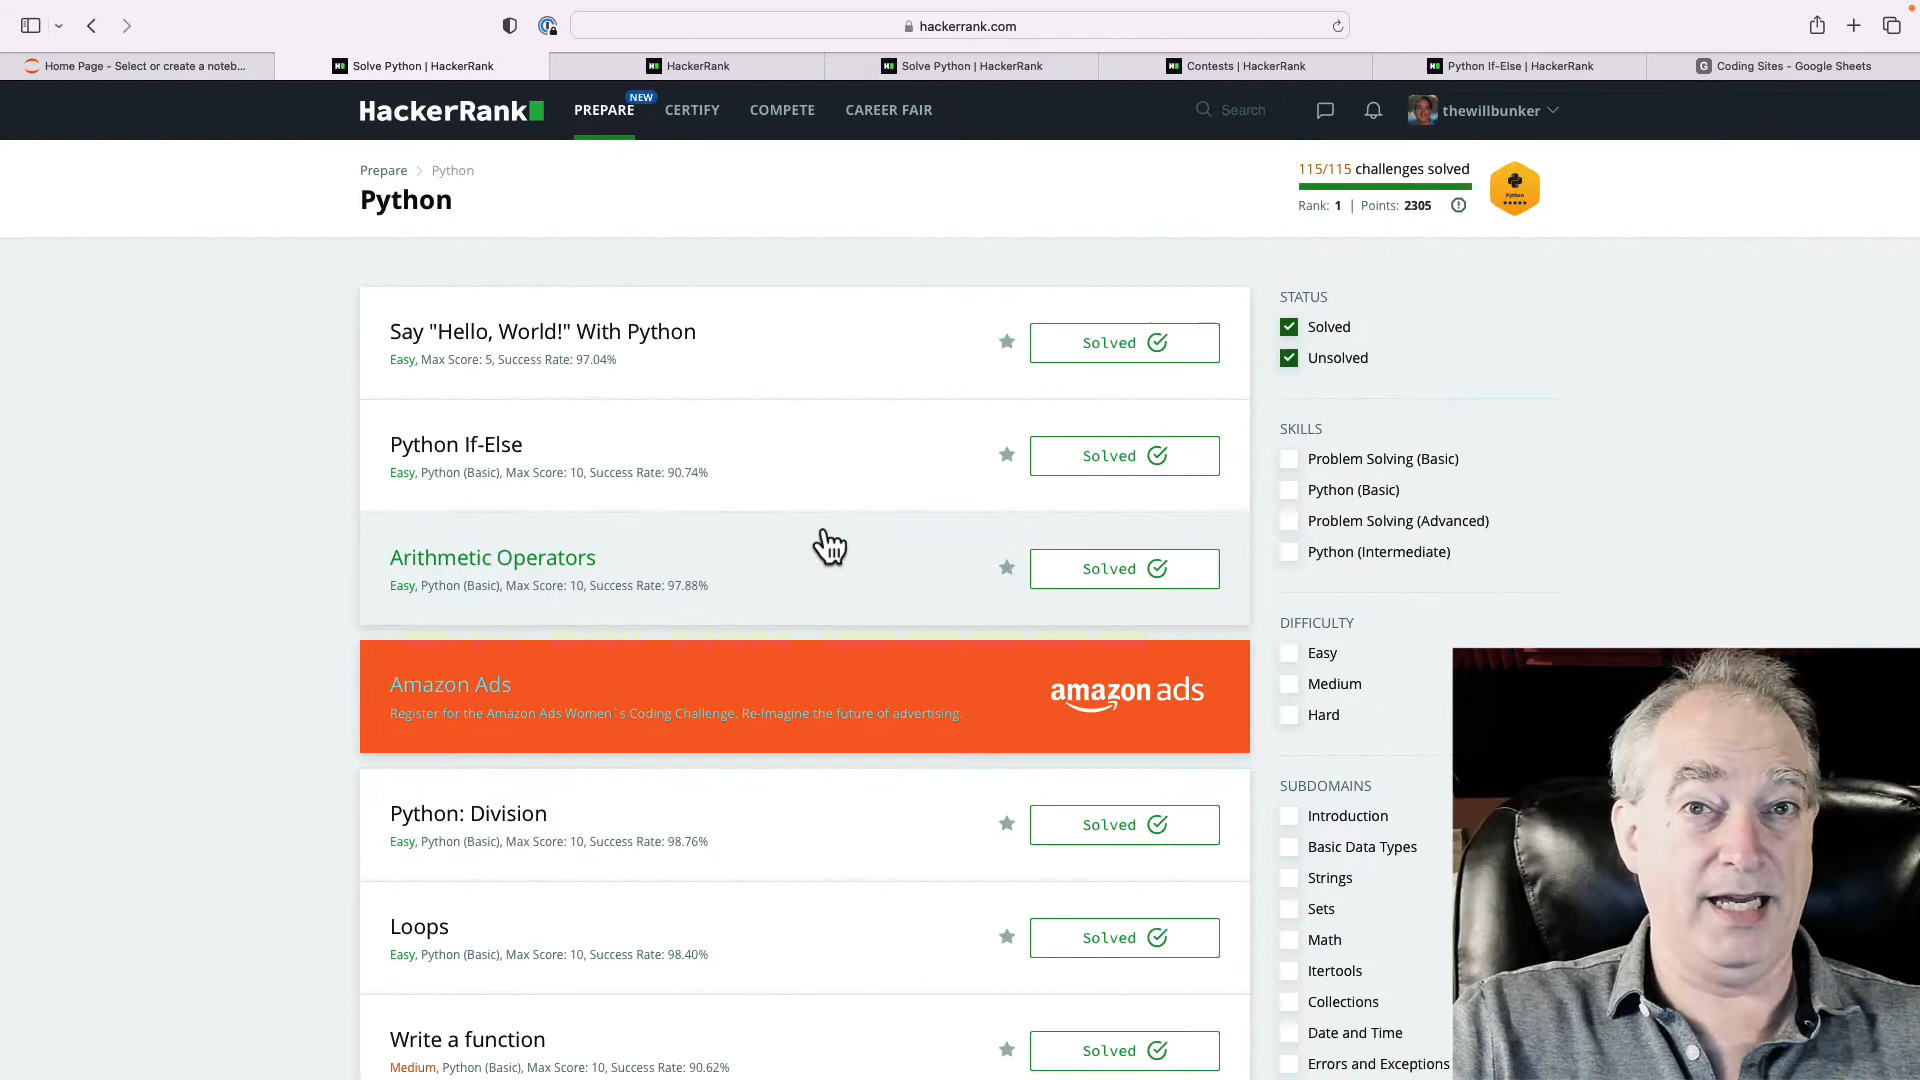 hackerrank.com
Home Page - Select or create a noteb...
Solve Python | HackerRank
HackerRank
Solve Python | HackerRank
Contests | HackerRank
Python If-Else | HackerRank
Coding Sites - Google Sheets
HackerRank
PREPARE
NEW
CERTIFY
COMPETE
CAREER FAIR
Search
thewillbunker
Prepare > Python
Python
115/115 challenges solved
Rank: 1 | Points: 2305
Python
Say "Hello, World!" With Python
Easy, Max Score: 5, Success Rate: 97.04%
Solved
Python If-Else
Easy, Python (Basic), Max Score: 10, Success Rate: 90.74%
Solved
Arithmetic Operators
Easy, Python (Basic), Max Score: 10, Success Rate: 97.88%
Solved
Amazon Ads
Register for the Amazon Ads Women`s Coding Challenge. Re-Imagine the future of advertising.
amazon ads
Python: Division
Easy, Python (Basic), Max Score: 10, Success Rate: 98.76%
Solved
Loops
Easy, Python (Basic), Max Score: 10, Success Rate: 98.40%
Solved
Write a function
Medium, Python (Basic), Max Score: 10, Success Rate: 90.62%
Solved
STATUS
Solved
Unsolved
SKILLS
Problem Solving (Basic)
Python (Basic)
Problem Solving (Advanced)
Python (Intermediate)
DIFFICULTY
Easy
Medium
Hard
SUBDOMAINS
Introduction
Basic Data Types
Strings
Sets
Math
Itertools
Collections
Date and Time
Errors and Exceptions